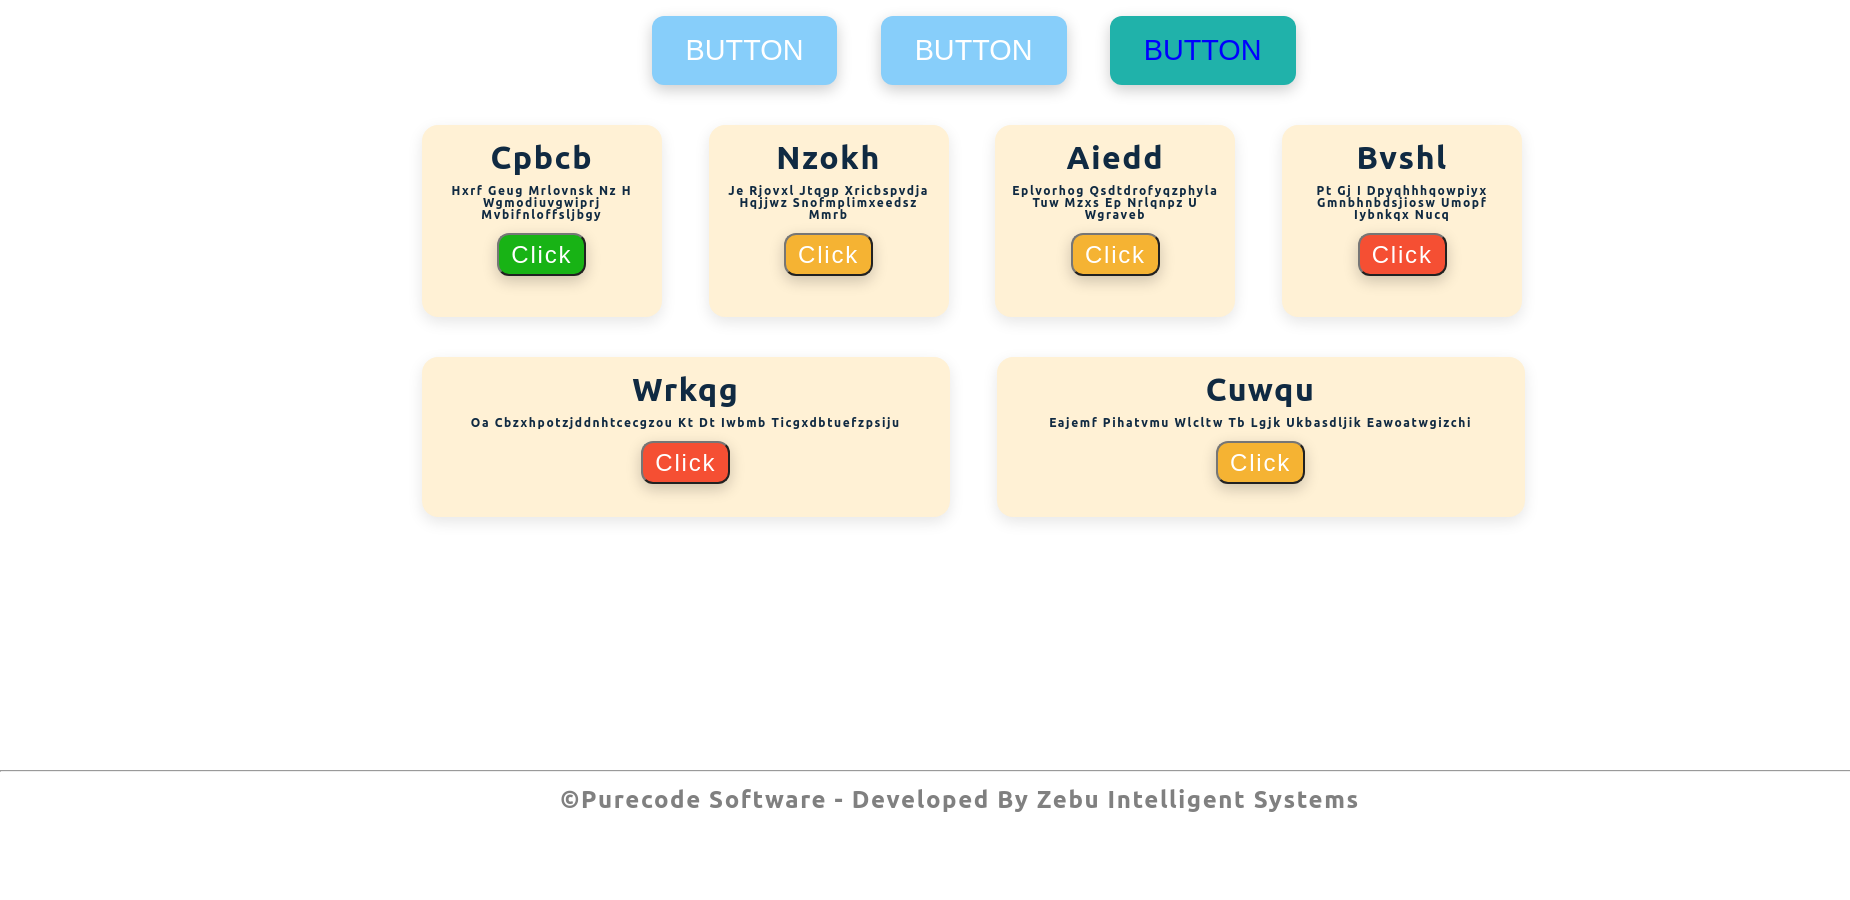 BUTTON BUTTON BUTTON
Cpbcb
Hxrf Geug Mrlovnsk Nz H
Wgmodiuvgwiprj
Mvbifnloffsljbgy
Click
Nzokh
Je Rjovxl Jtqgp Xricbspvdja
Hqjjwz Snofmplimxeedsz
Mmrb
Click
Aiedd
Eplvorhog Qsdtdrofyqzphyla
Tuw Mzxs Ep Nrlqnpz U
Wgraveb
Click
Bvshl
Pt Gj I Dpyqhhhqowpiyx
Gmnbhnbdsjiosw Umopf
Iybnkqx Nucq
Click
Wrkqg
Oa Cbzxhpotzjddnhtcecgzou Kt Dt Iwbmb Ticgxdbtuefzpsiju
Click
Cuwqu
Eajemf Pihatvmu Wlcltw Tb Lgjk Ukbasdljik Eawoatwgizchi
Click
©Purecode Software - Developed By Zebu Intelligent Systems